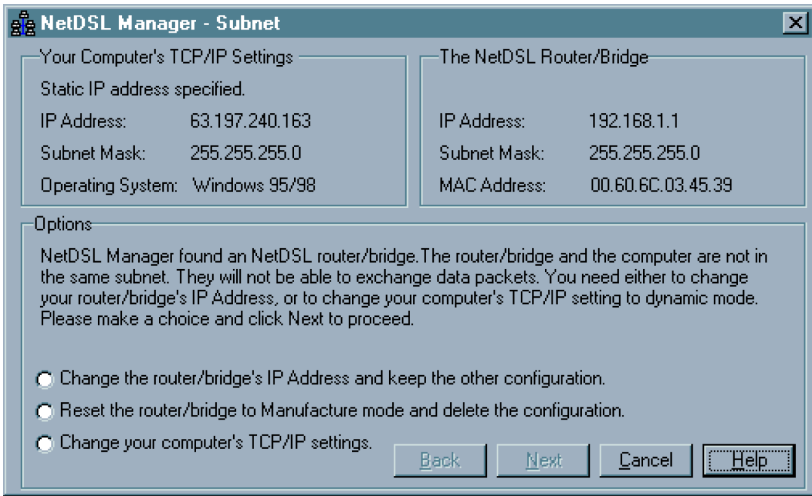 NetDSL Manager - Subnet
Your Computer's TCP/IP Settings
Static IP address specified.
IP Address: 63.197.240.163
Subnet Mask: 255.255.255.0
Operating System: Windows 95/98
The NetDSL Router/Bridge
IP Address: 192.168.1.1
Subnet Mask: 255.255.255.0
MAC Address: 00.60.6C.03.45.39
Options
NetDSL Manager found an NetDSL router/bridge.The router/bridge and the computer are not in
the same subnet. They will not be able to exchange data packets. You need either to change
your router/bridge's IP Address, or to change your computer's TCP/IP setting to dynamic mode.
Please make a choice and click Next to proceed.
Change the router/bridge's IP Address and keep the other configuration.
Reset the router/bridge to Manufacture mode and delete the configuration.
Change your computer's TCP/IP settings.
Back Next Cancel Help